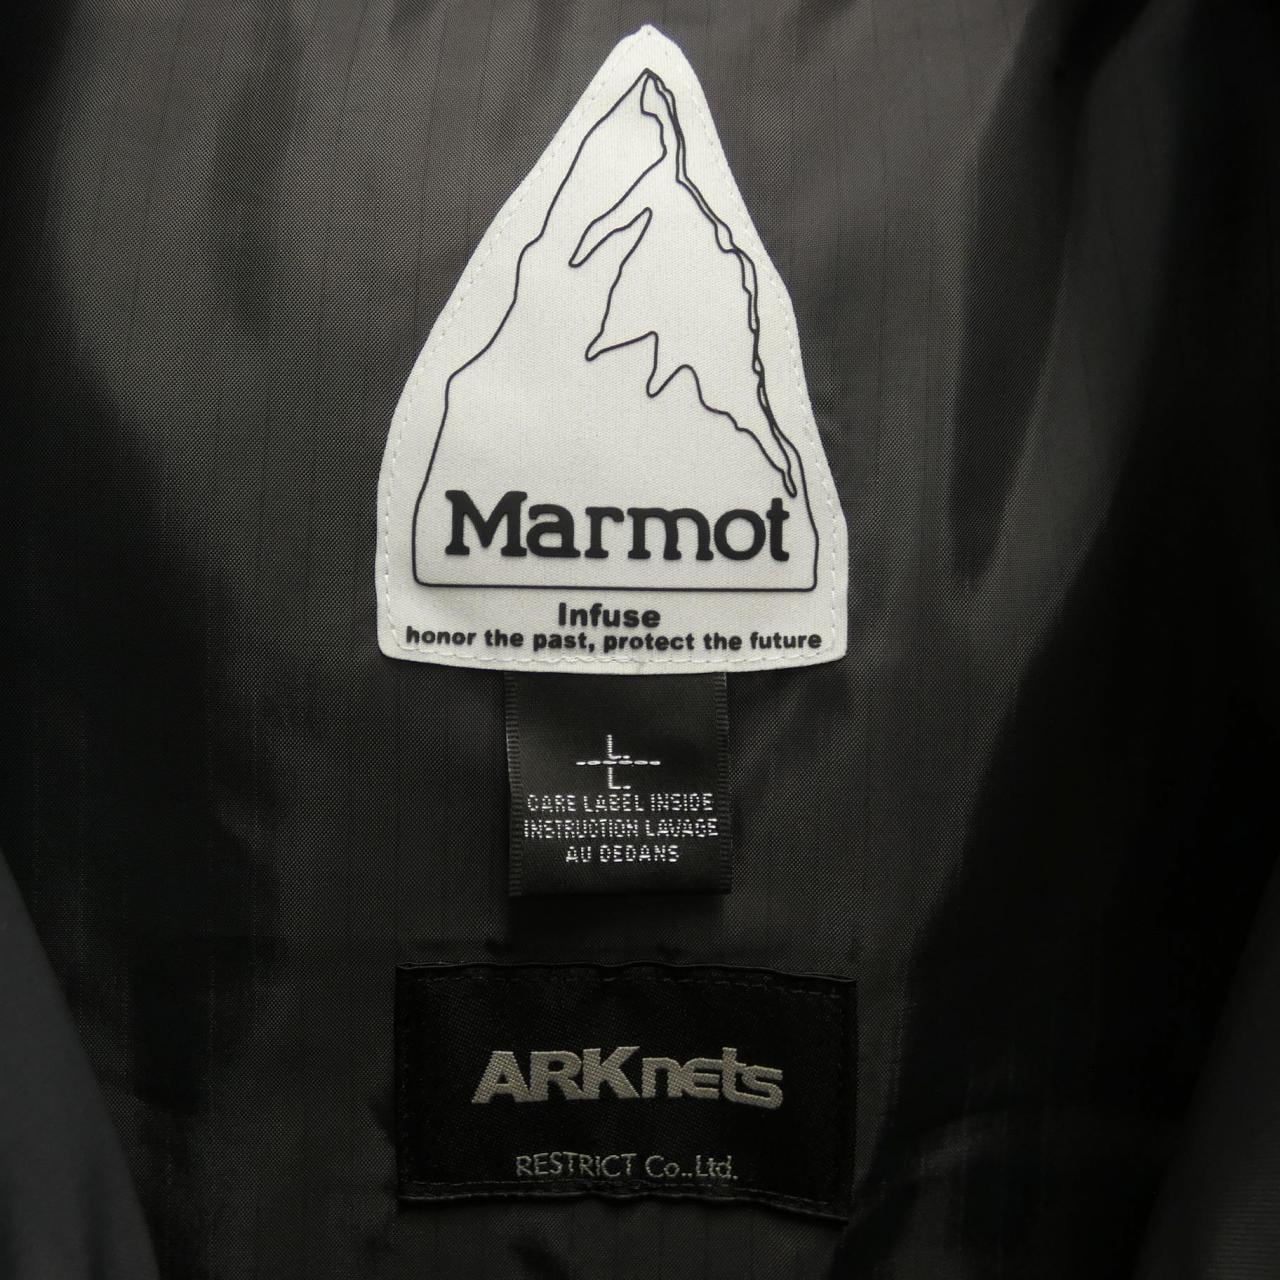 Marmot
Infuse
honor the past, protect the future
L.
L.
CARE LABEL INSIDE
INSTRUCTION LAVAGE
AU DEDANS
ARKnets
RESTRICT Co.,Ltd.